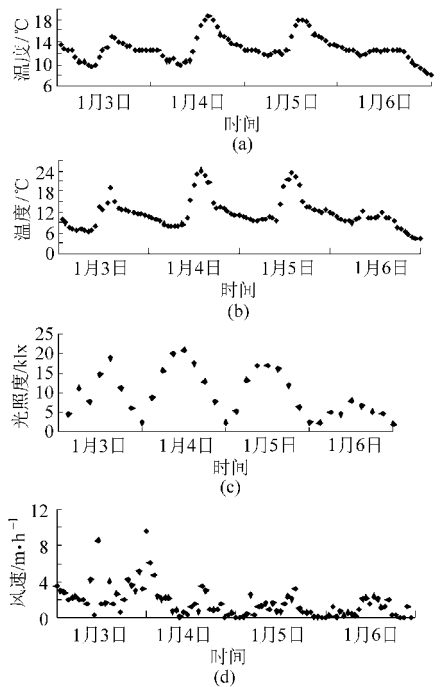 温度/℃
18
14
10
6
1月3日 1月4日 1月5日 1月6日
时间
(a)
温度/℃
24
18
12
6
0
1月3日 1月4日 1月5日 1月6日
时间
(b)
光照度/klx
25
20
15
10
5
0
1月3日 1月4日 1月5日 1月6日
时间
(c)
风速/m·h⁻¹
12
8
4
0
1月3日 1月4日 1月5日 1月6日
时间
(d)